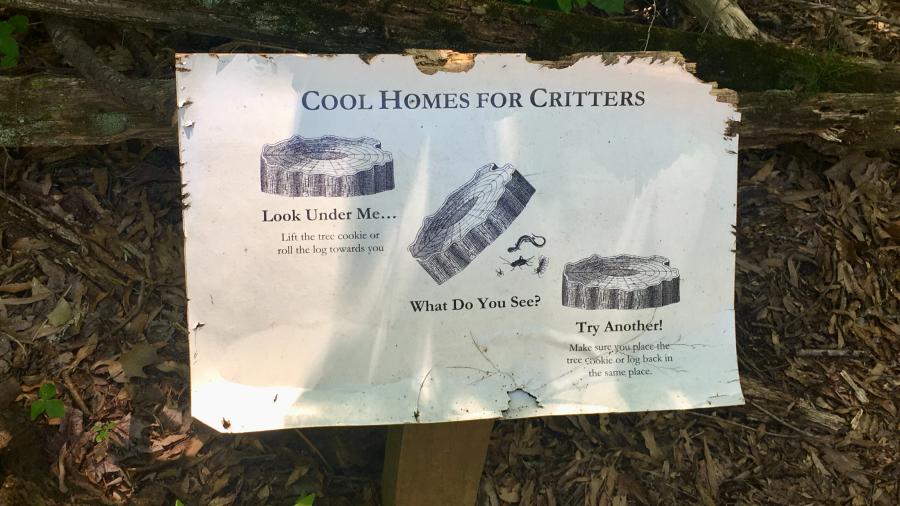 COOL HOMES FOR CRITTERS
Look Under Me...
Lift the tree cookie or
roll the log towards you
What Do You See?
Try Another!
Make sure you place the
tree cookie or log back in
the same place.